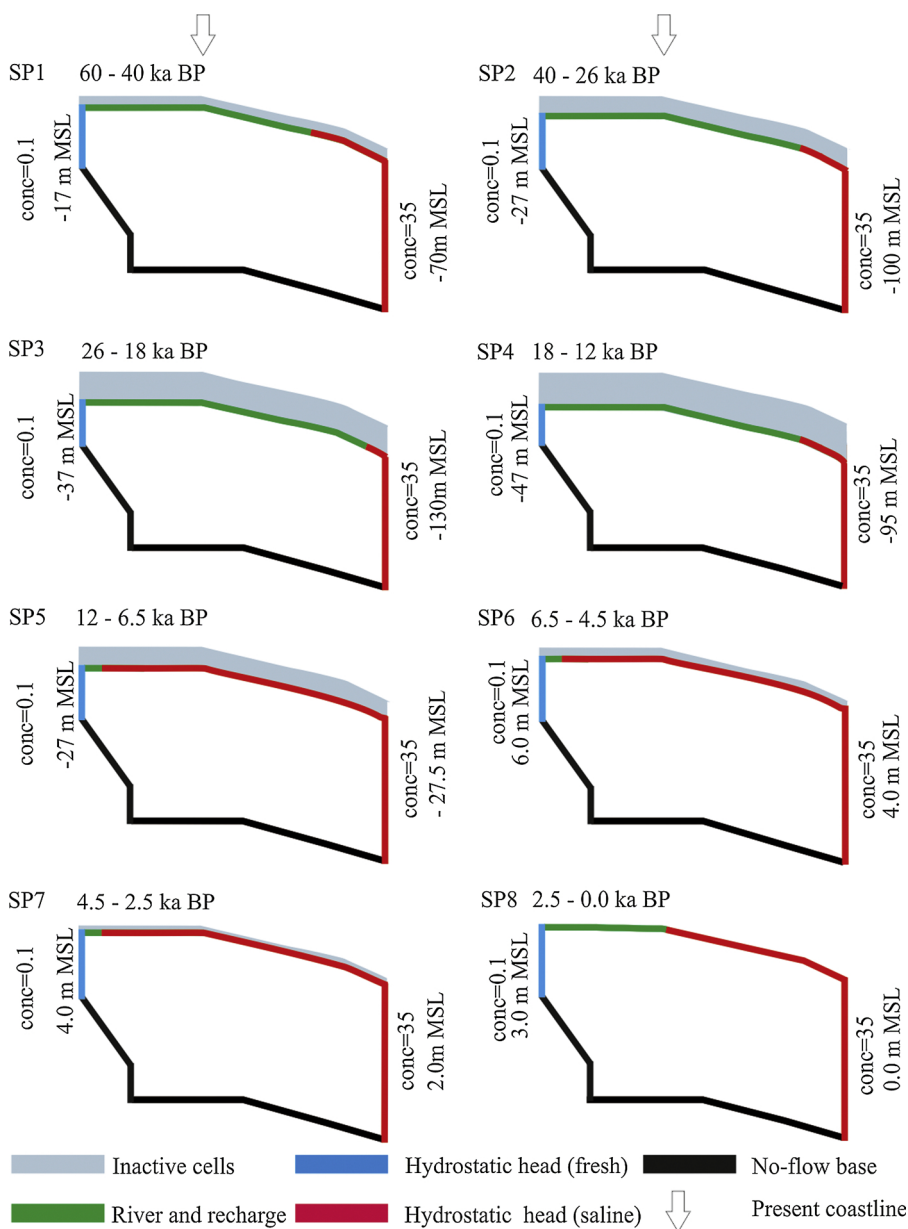 SP1 60 - 40 ka BP
conc=0.1
-17 m MSL
conc=35
-70m MSL
SP2 40 - 26 ka BP
conc=0.1
-27 m MSL
conc=35
-100 m MSL
SP3 26 - 18 ka BP
conc=0.1
-37 m MSL
conc=35
-130m MSL
SP4 18 - 12 ka BP
conc=0.1
-47 m MSL
conc=35
-95 m MSL
SP5 12 - 6.5 ka BP
conc=0.1
-27 m MSL
conc=35
- 27.5 m MSL
SP6 6.5 - 4.5 ka BP
conc=0.1
6.0 m MSL
conc=35
4.0 m MSL
SP7 4.5 - 2.5 ka BP
conc=0.1
4.0 m MSL
conc=35
2.0m MSL
SP8 2.5 - 0.0 ka BP
conc=0.1
3.0 m MSL
conc=35
0.0 m MSL
Inactive cells
Hydrostatic head (fresh)
No-flow base
River and recharge
Hydrostatic head (saline)
Present coastline